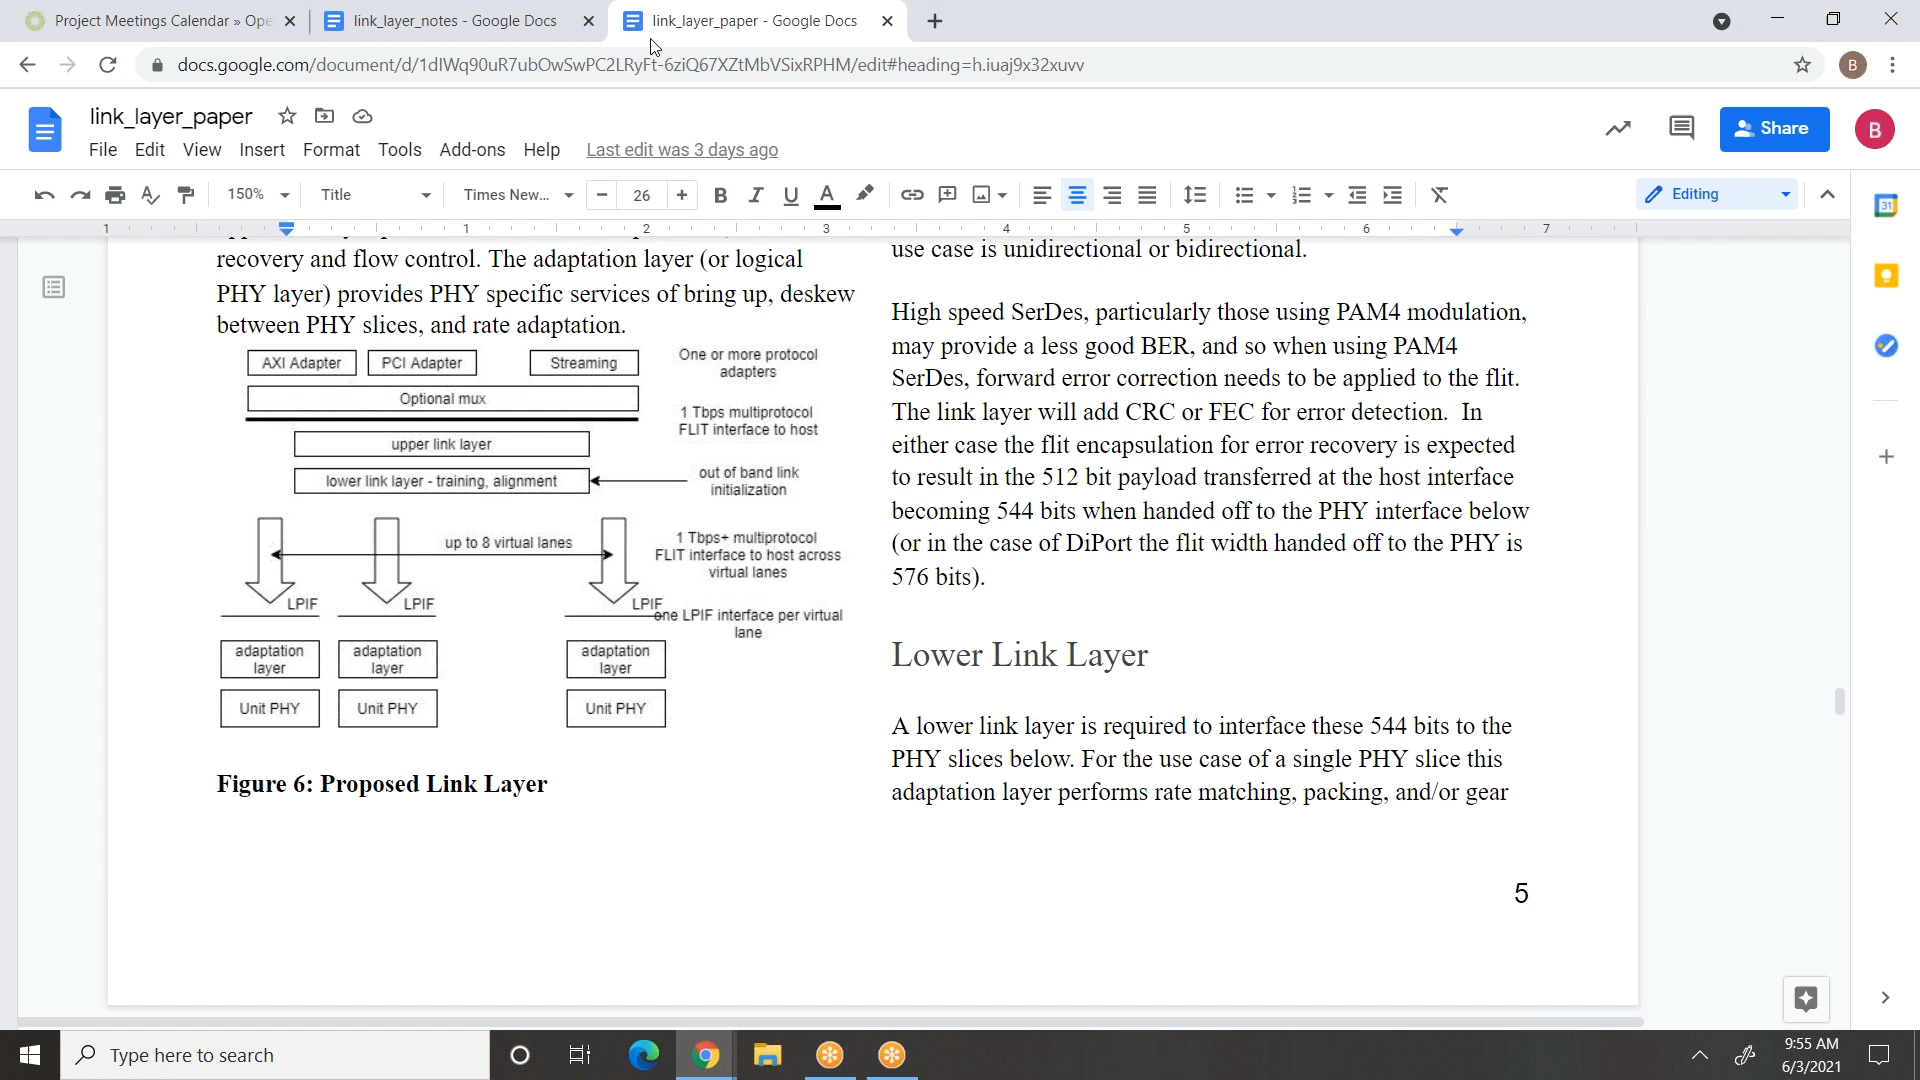 Project Meetings Calendar » Ope
link_layer_notes - Google Docs
link_layer_paper - Google Docs
docs.google.com/document/d/1dIWq90uR7ubOwSwPC2LRyFt-6ziQ67XZtMbVSixRPHM/edit#heading=h.iuaj9x32xuvv
B
link_layer_paper
File Edit View Insert Format Tools Add-ons Help Last edit was 3 days ago
Share
B
150% Title Times New... 26 B I U A
Editing
31
1 1 2 3 4 5 6 7
recovery and flow control. The adaptation layer (or logical
PHY layer) provides PHY specific services of bring up, deskew
between PHY slices, and rate adaptation.
AXI Adapter PCI Adapter Streaming
One or more protocol
adapters
Optional mux
1 Tbps multiprotocol
FLIT interface to host
upper link layer
lower link layer - training, alignment
out of band link
initialization
up to 8 virtual lanes
1 Tbps+ multiprotocol
FLIT interface to host across
virtual lanes
LPIF LPIF LPIF
one LPIF interface per virtual
lane
adaptation
layer
adaptation
layer
adaptation
layer
Unit PHY Unit PHY Unit PHY
Figure 6: Proposed Link Layer
use case is unidirectional or bidirectional.
High speed SerDes, particularly those using PAM4 modulation,
may provide a less good BER, and so when using PAM4
SerDes, forward error correction needs to be applied to the flit.
The link layer will add CRC or FEC for error detection.  In
either case the flit encapsulation for error recovery is expected
to result in the 512 bit payload transferred at the host interface
becoming 544 bits when handed off to the PHY interface below
(or in the case of DiPort the flit width handed off to the PHY is
576 bits).
Lower Link Layer
A lower link layer is required to interface these 544 bits to the
PHY slices below. For the use case of a single PHY slice this
adaptation layer performs rate matching, packing, and/or gear
5
Type here to search
9:55 AM
6/3/2021